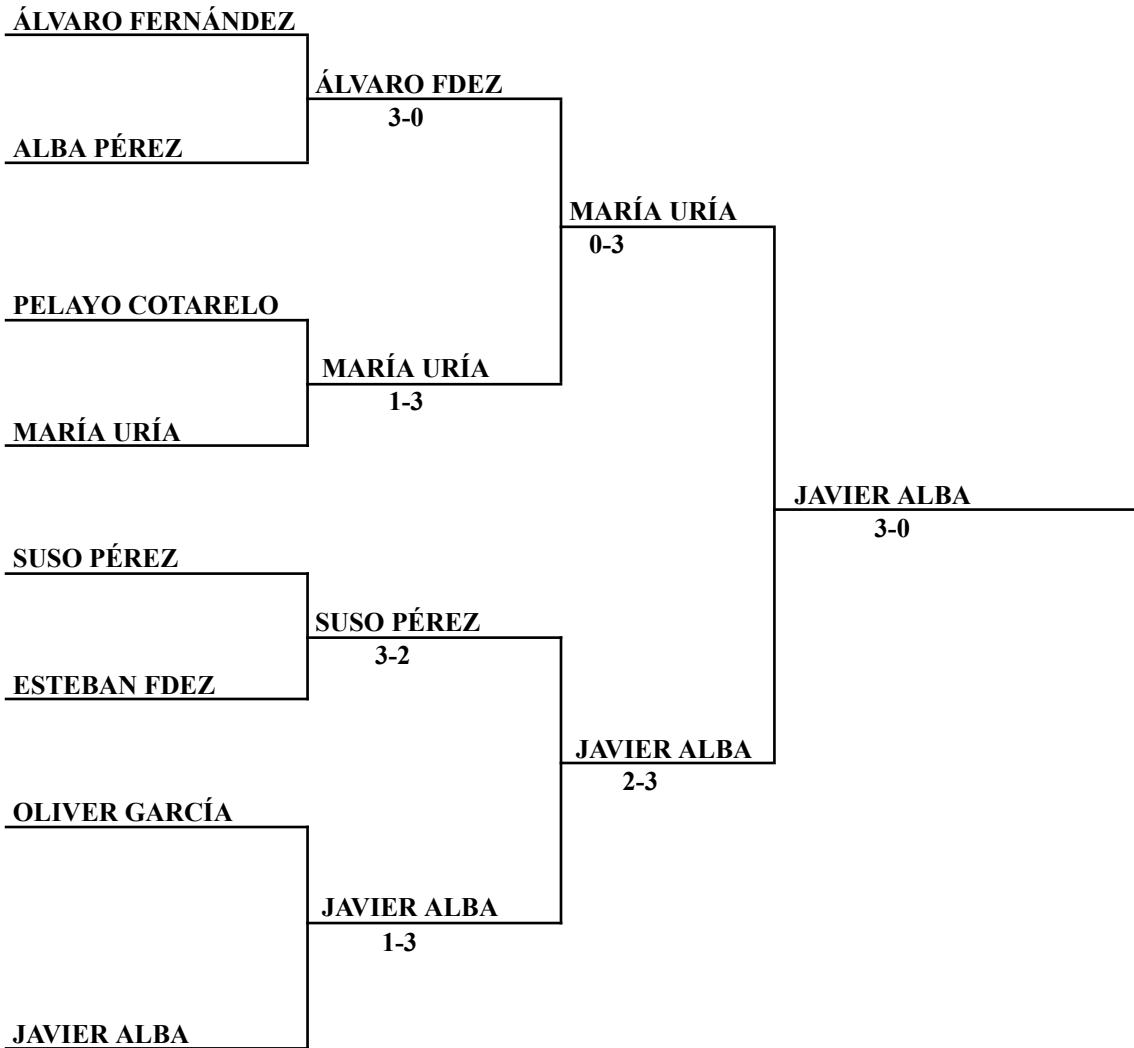 ÁLVARO FERNÁNDEZ
ÁLVARO FDEZ
3-0
ALBA PÉREZ
MARÍA URÍA
0-3
PELAYO COTARELO
MARÍA URÍA
1-3
MARÍA URÍA
JAVIER ALBA
3-0
SUSO PÉREZ
SUSO PÉREZ
3-2
ESTEBAN FDEZ
JAVIER ALBA
2-3
OLIVER GARCÍA
JAVIER ALBA
1-3
JAVIER ALBA